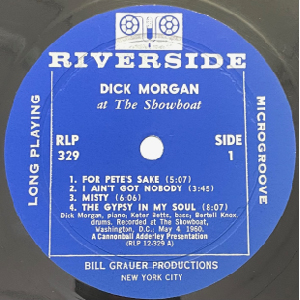 RIVERSIDE
DICK MORGAN
at The Showboat
LONG PLAYING
MICROGROOVE
RLP
329
SIDE
1
1. FOR PETE'S SAKE (5:07)
2. I AIN'T GOT NOBODY (3:45)
3. MISTY (6:06)
4. THE GYPSY IN MY SOUL (8:07)
Dick Morgan, piano; Keter Betts, bass; Bertell Knox,
drums. Recorded at The Showboat,
Washington, D.C.; May 4, 1960.
A Cannonball Adderley Presentation
(RLP 12-329 A)
BILL GRAUER PRODUCTIONS
NEW YORK CITY